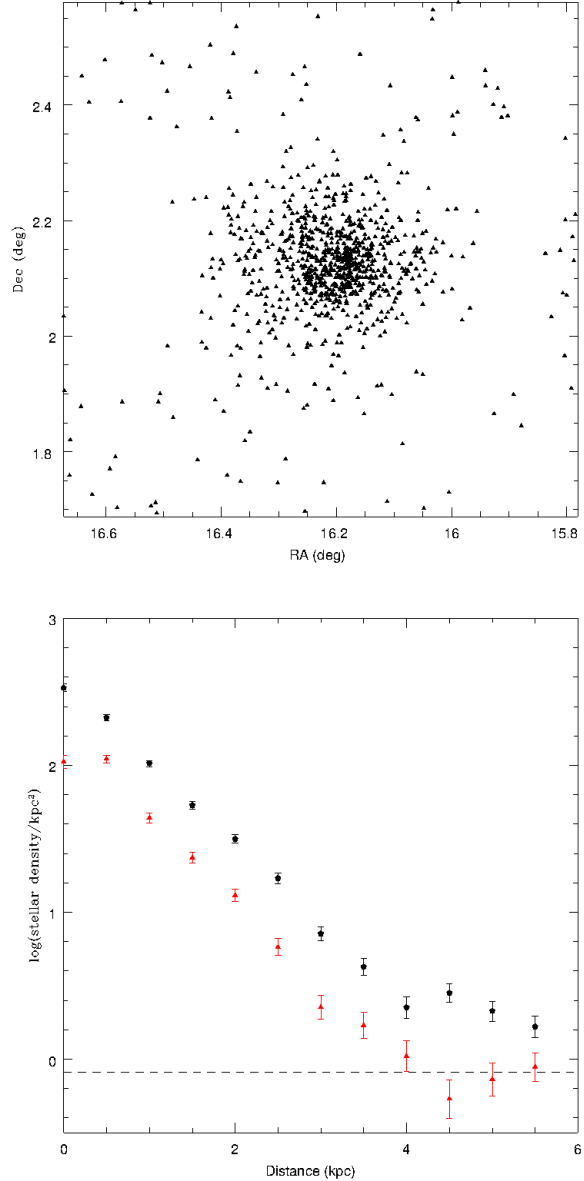 2.4
2.2
2
1.8
Dec (deg)
16.6 16.4 16.2 16 15.8
RA (deg)
3
2
1
0
log(stellar density/kpc²)
0 2 4 6
Distance (kpc)